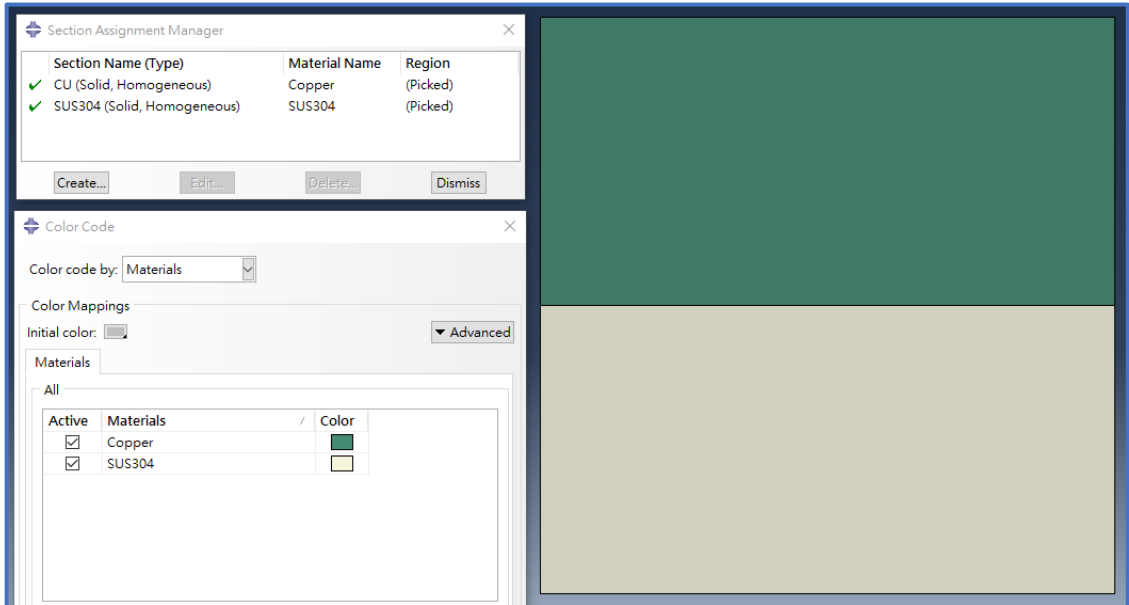 Section Assignment Manager
Section Name (Type) Material Name Region
CU (Solid, Homogeneous) Copper (Picked)
SUS304 (Solid, Homogeneous) SUS304 (Picked)
Create... Edit... Delete... Dismiss
Color Code
Color code by: Materials
Color Mappings
Initial color: Advanced
Materials
All
Active Materials / Color
Copper
SUS304